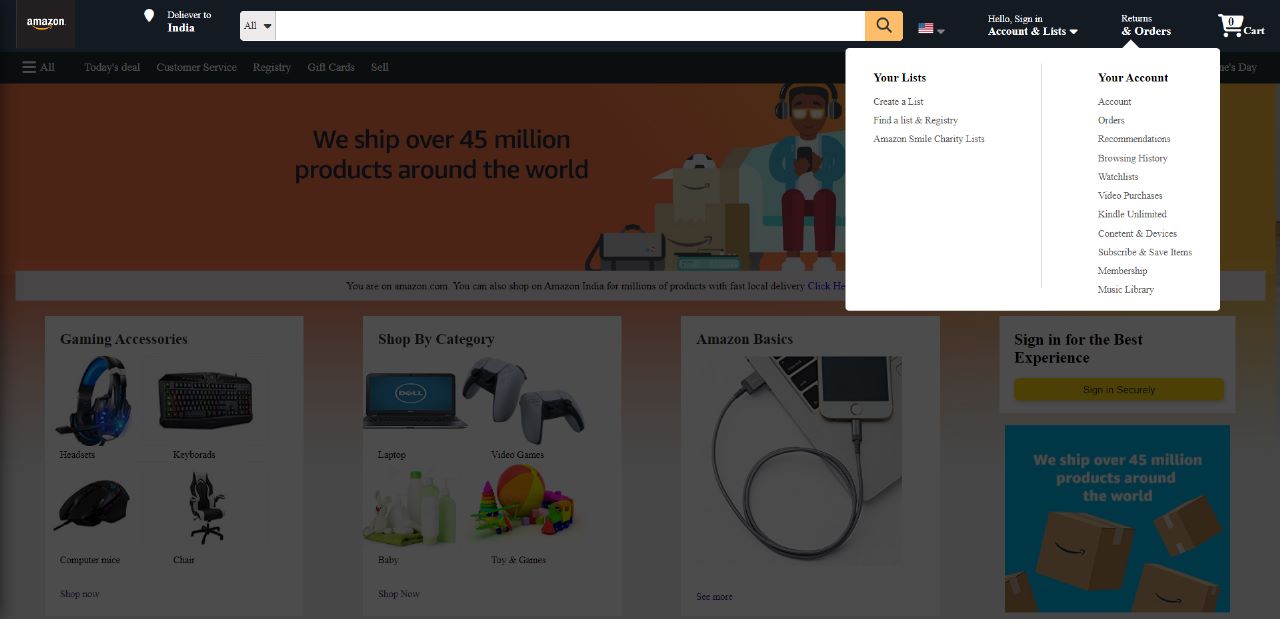 amazon
Deliever to
India
All
Hello, Sign in
Account & Lists
Returns
& Orders
0
Cart
All
Today's deal
Customer Service
Registry
Gift Cards
Sell
ne's Day
Your Lists
Create a List
Find a list & Registry
Amazon Smile Charity Lists
Your Account
Account
Orders
Recommendations
Browsing History
Watchlists
Video Purchases
Kindle Unlimited
Conetent & Devices
Subscribe & Save Items
Membership
Music Library
We ship over 45 million
products around the world
You are on amazon.com. You can also shop on Amazon India for millions of products with fast local delivery Click He
Gaming Accessories
Headsets
Keyborads
Computer mice
Chair
Shop now
Shop By Category
DELL
Laptop
Video Games
Baby
Toy & Games
Shop Now
Amazon Basics
See more
Sign in for the Best
Experience
Sign in Securely
We ship over 45 million
products around
the world